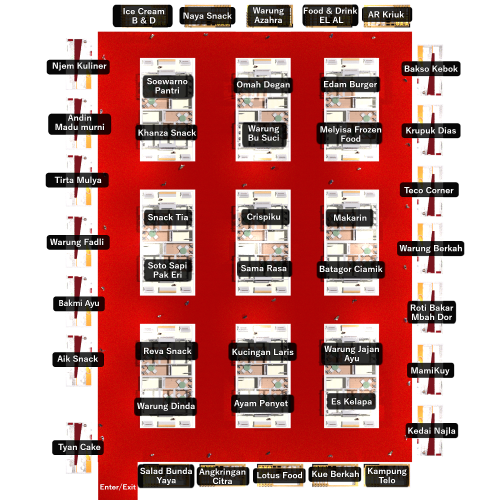 Ice Cream
B & D
Naya Snack
Warung
Azahra
Food & Drink
EL AL
AR Kriuk
Njem Kuliner
Andin
Madu murni
Tirta Mulya
Warung Fadli
Bakmi Ayu
Aik Snack
Tyan Cake
Soewarno
Pantri
Omah Degan
Edam Burger
Khanza Snack
Warung
Bu Suci
Melyisa Frozen
Food
Snack Tia
Crispiku
Makarin
Soto Sapi
Pak Eri
Sama Rasa
Batagor Ciamik
Reva Snack
Kucingan Laris
Warung Jajan
Ayu
Warung Dinda
Ayam Penyet
Es Kelapa
Bakso Kebok
Krupuk Dias
Teco Corner
Warung Berkah
Roti Bakar
Mbah Dor
MamiKuy
Kedai Najla
Enter/Exit
Salad Bunda
Yaya
Angkringan
Citra
Lotus Food
Kue Berkah
Kampung
Telo